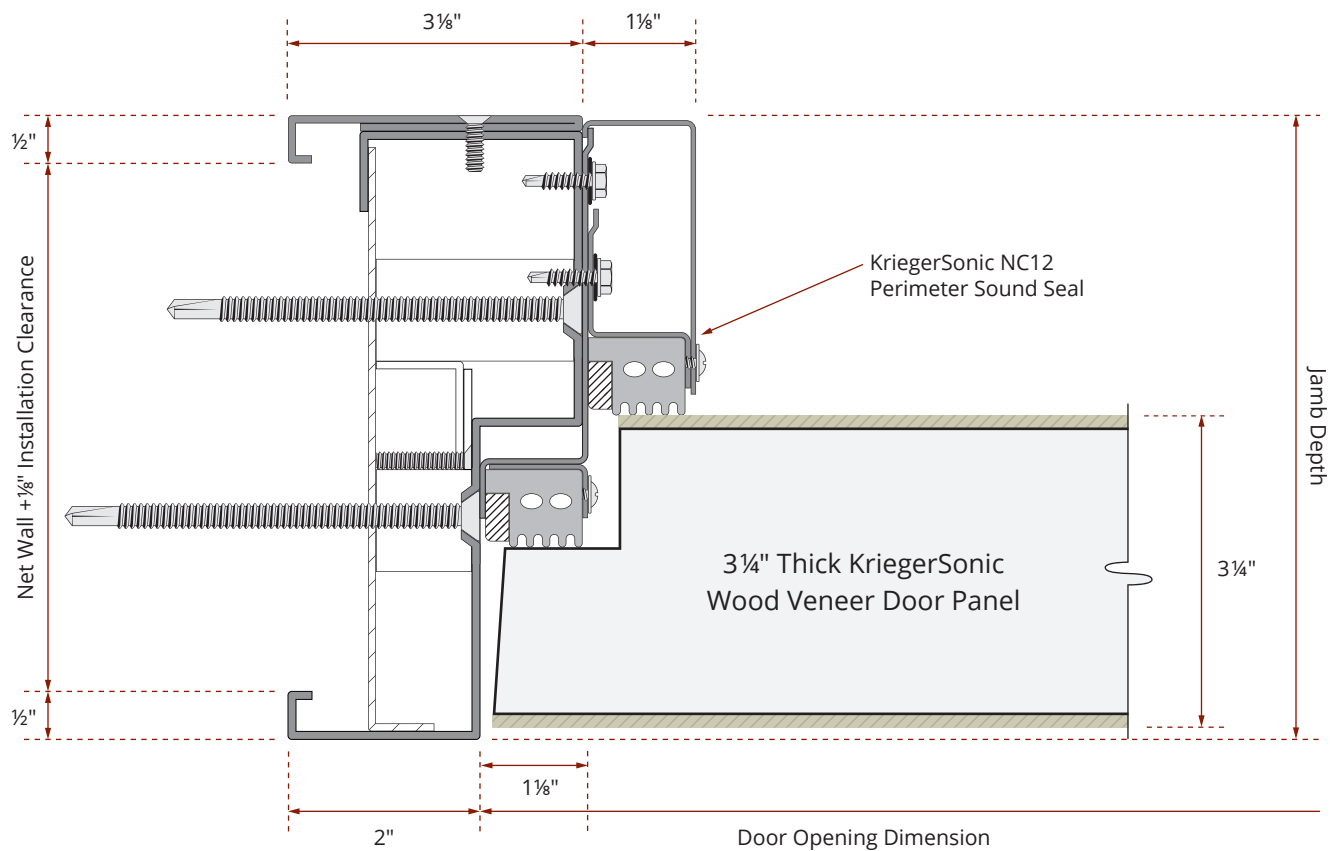 3⅛"
1⅛"
½"
Net Wall +⅛" Installation Clearance
KriegerSonic NC12
Perimeter Sound Seal
Jamb Depth
3¼" Thick KriegerSonic
Wood Veneer Door Panel
3¼"
½"
1⅛"
2"
Door Opening Dimension